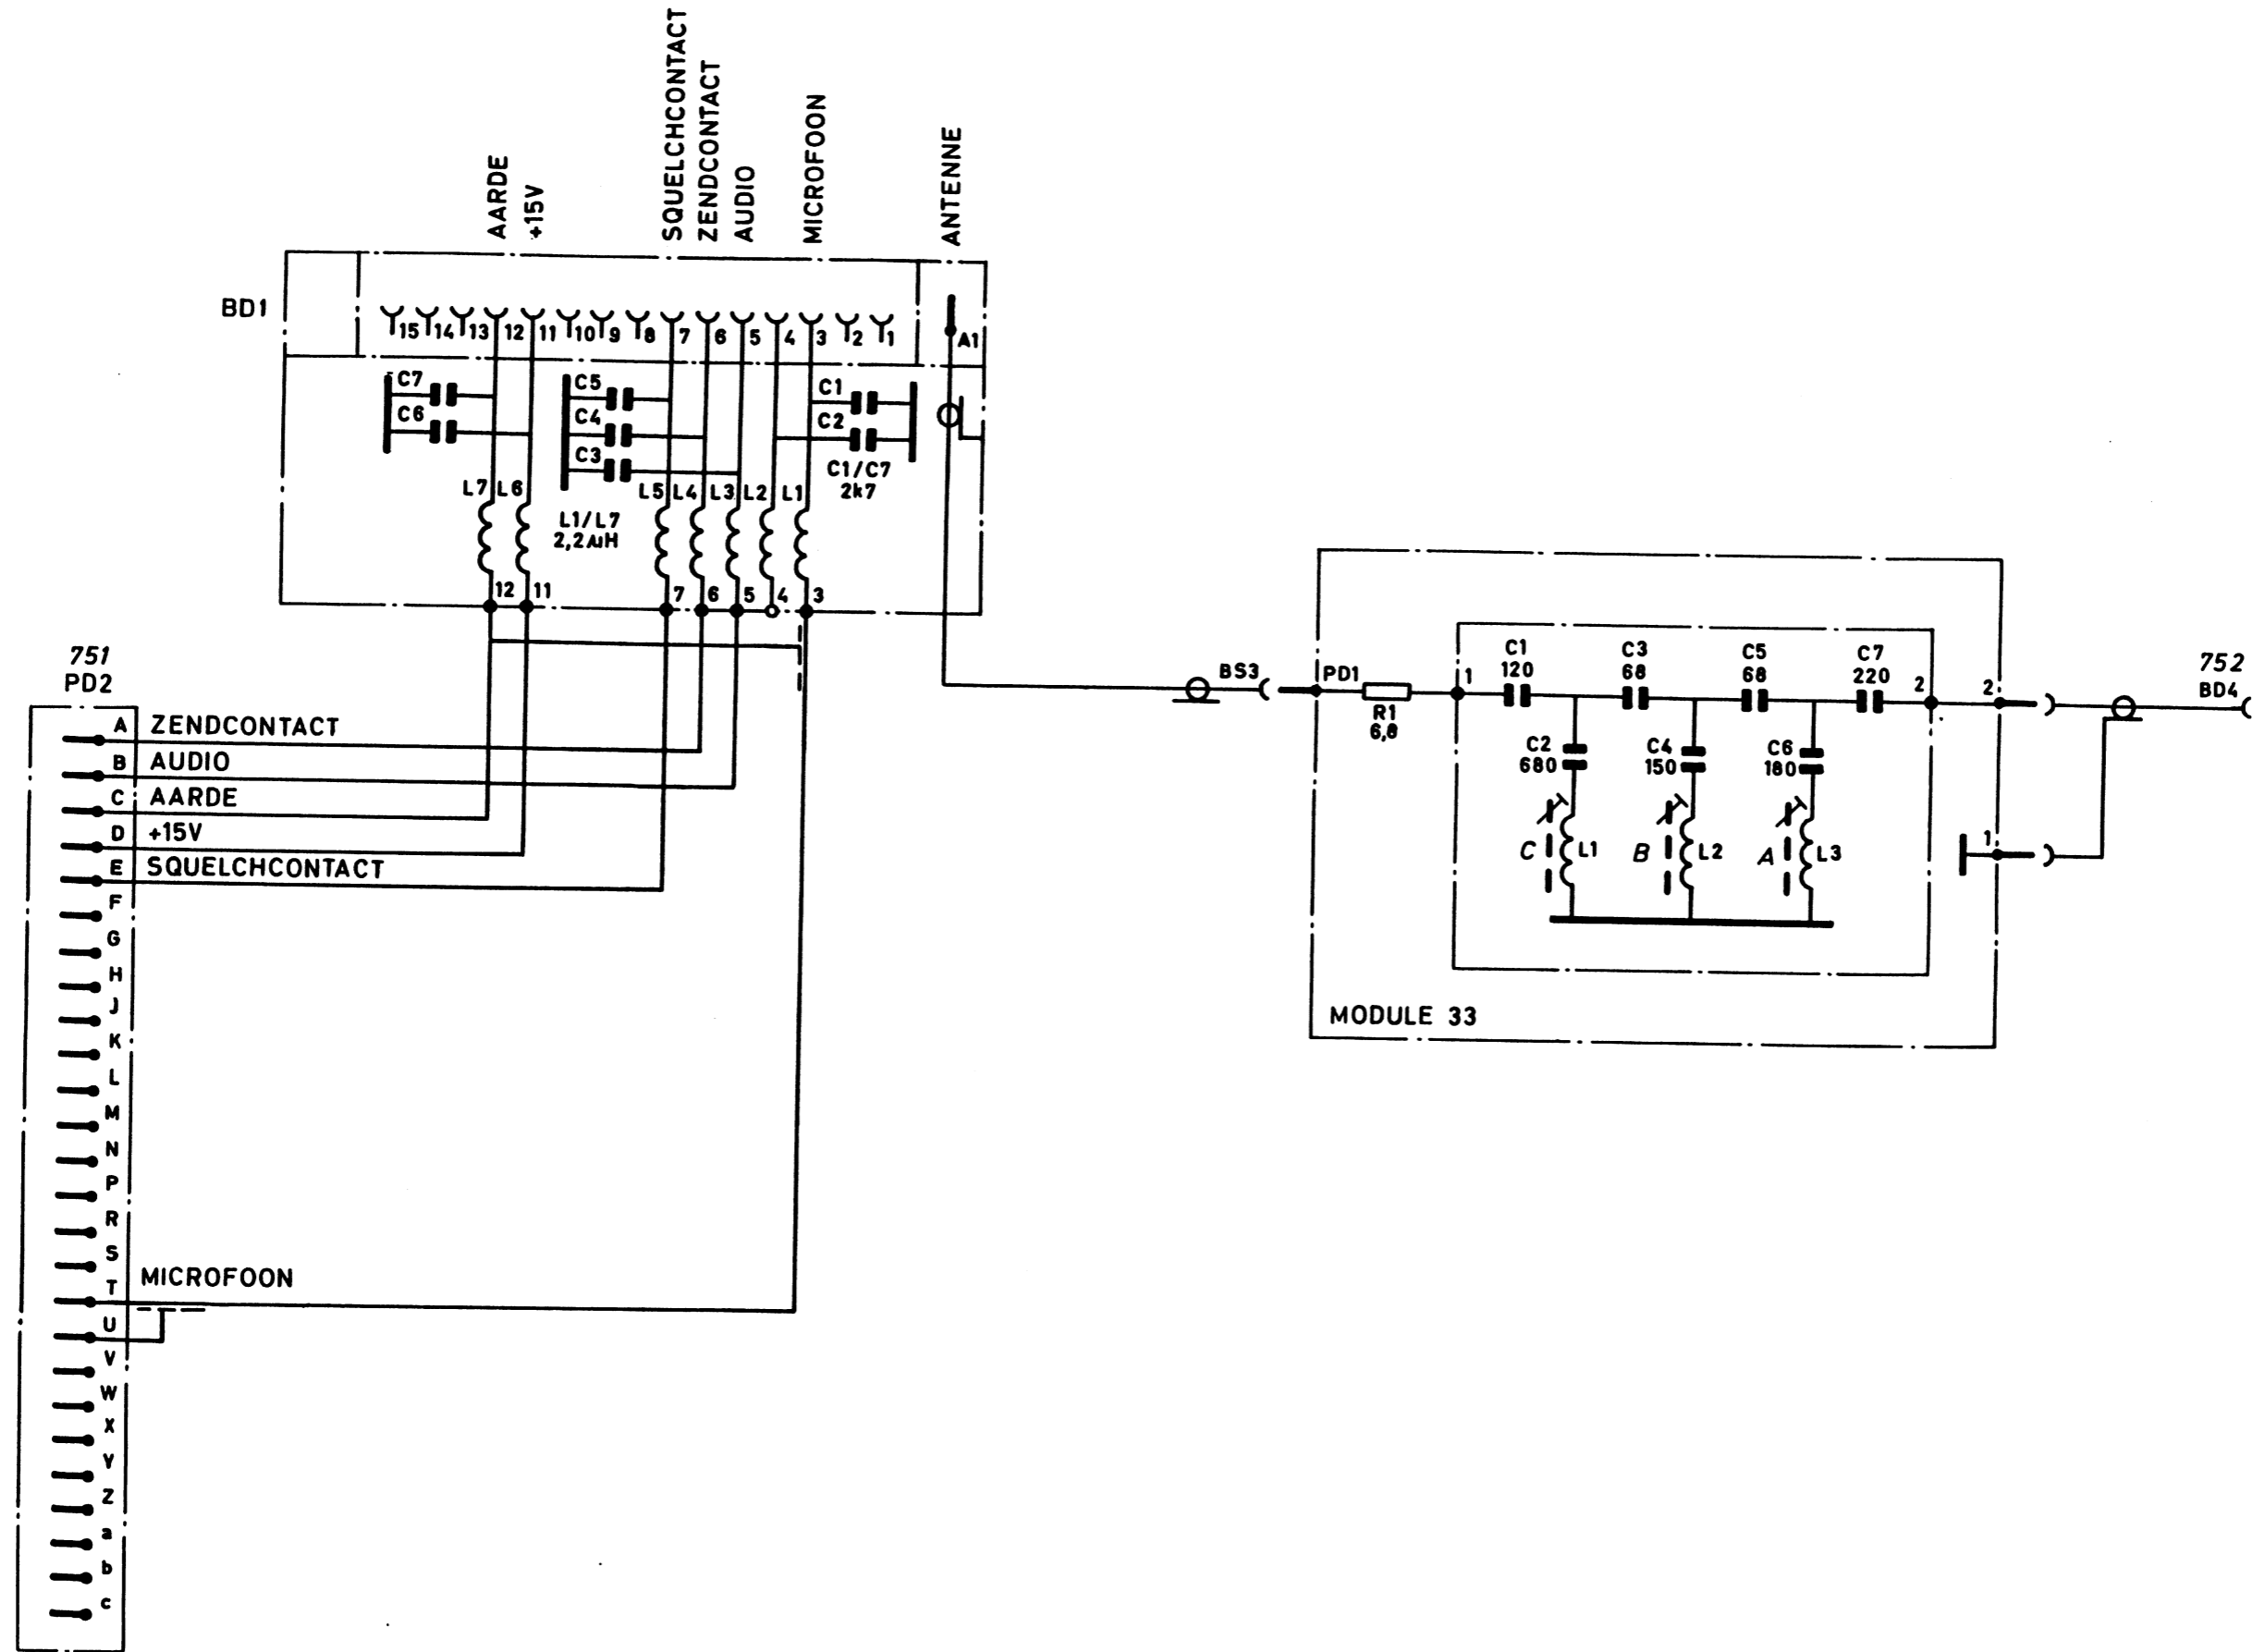 SQUELCHCONTACT
ZENDCONTACT
AUDIO
MICROFOON
ANTENNE
AARDE
+15V
BD1
15 14 13 12 11 10 9 8 7 6 5 4 3 2 1
A1
C7
C6
C5
C4
C3
C1
C2
C1/C7
2k7
L7 L6
L5 L4 L3 L2 L1
L1/L7
2,2µH
12 11 7 6 5 4 3
751
PD2
A ZENDCONTACT
B AUDIO
C AARDE
D +15V
E SQUELCHCONTACT
F
G
H
J
K
L
M
N
P
R
S
T MICROFOON
U
V
W
X
Y
Z
a
b
c
BS3
PD1
R1
6,8
1
C1
120
C3
68
C5
68
C7
220
2
2
752
BD4
C2
680
C4
150
C6
180
C L1
B L2
A L3
1
MODULE 33